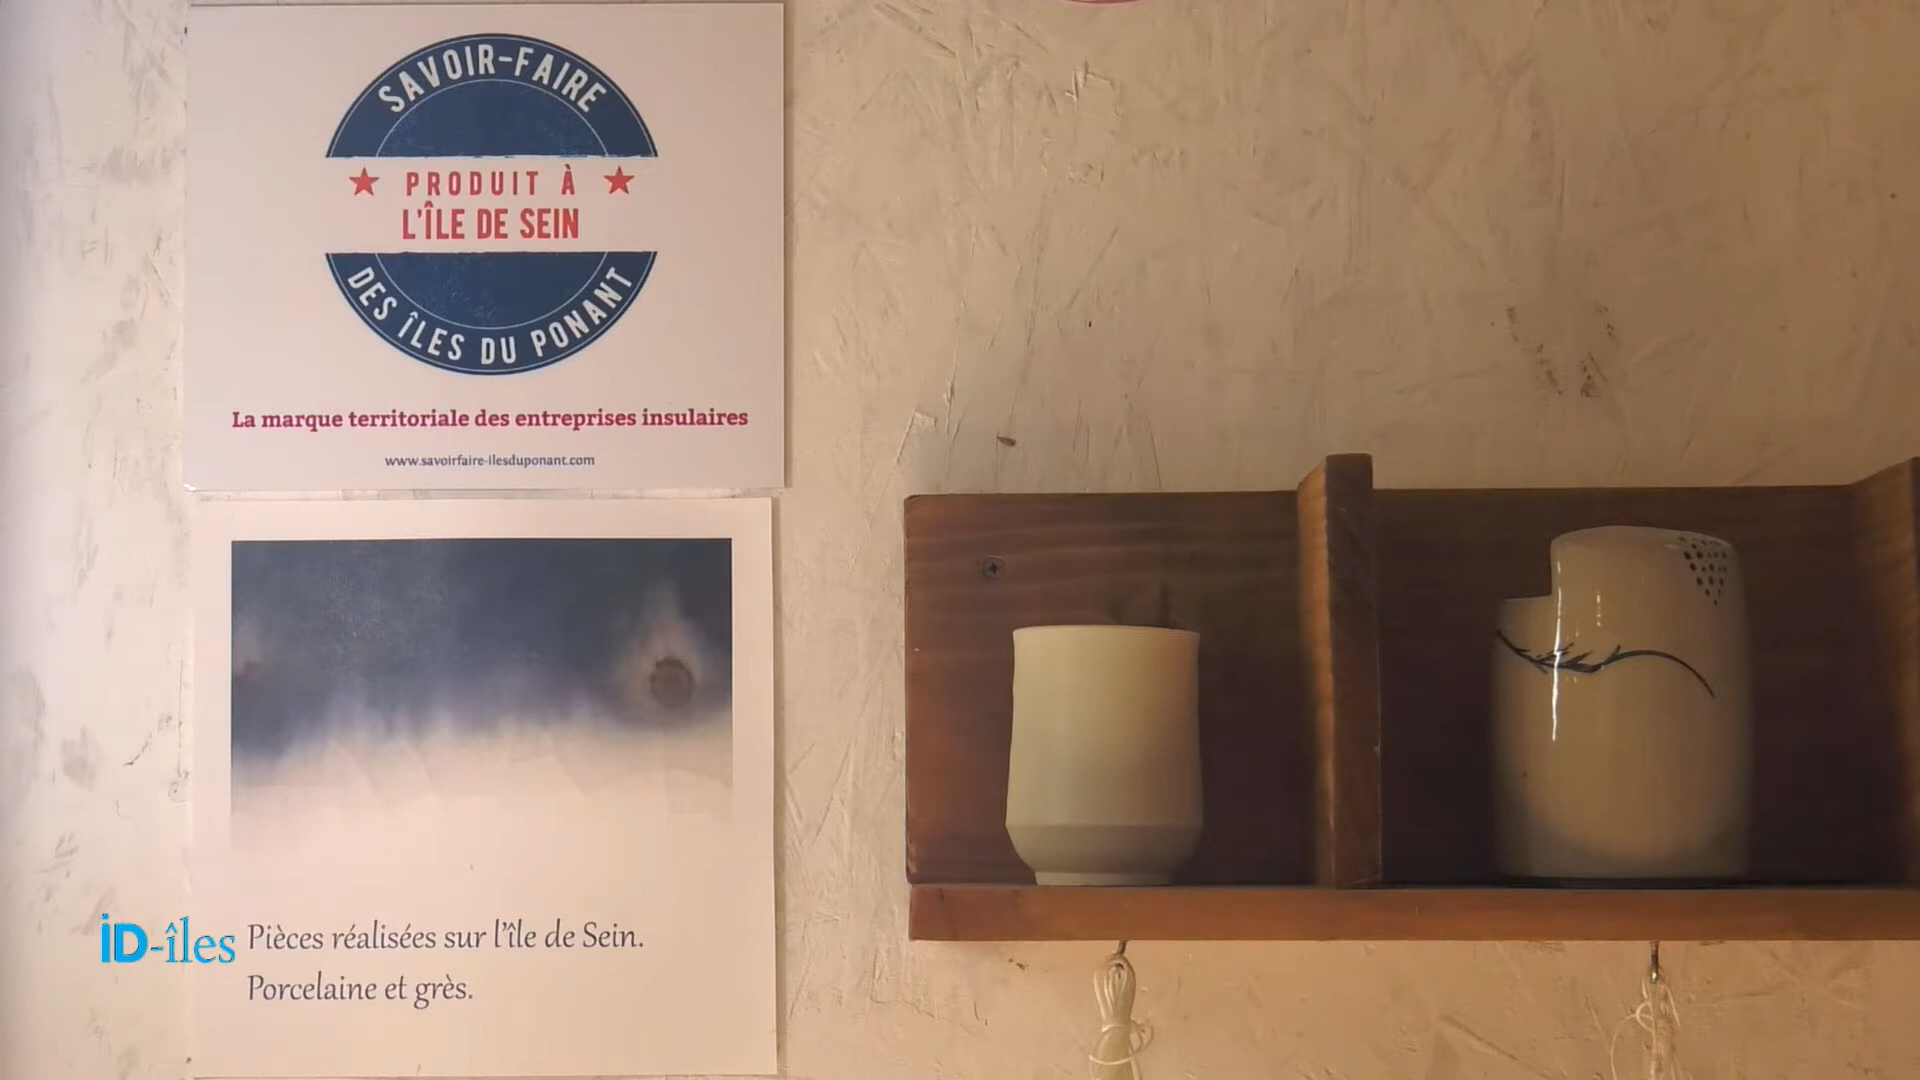 SAVOIR-FAIRE
PRODUIT À
L'ÎLE DE SEIN
DES ÎLES DU PONANT
La marque territoriale des entreprises insulaires
www.savoirfaire-ilesduponant.com
Pièces réalisées sur l'île de Sein.
Porcelaine et grès.
iD-îles